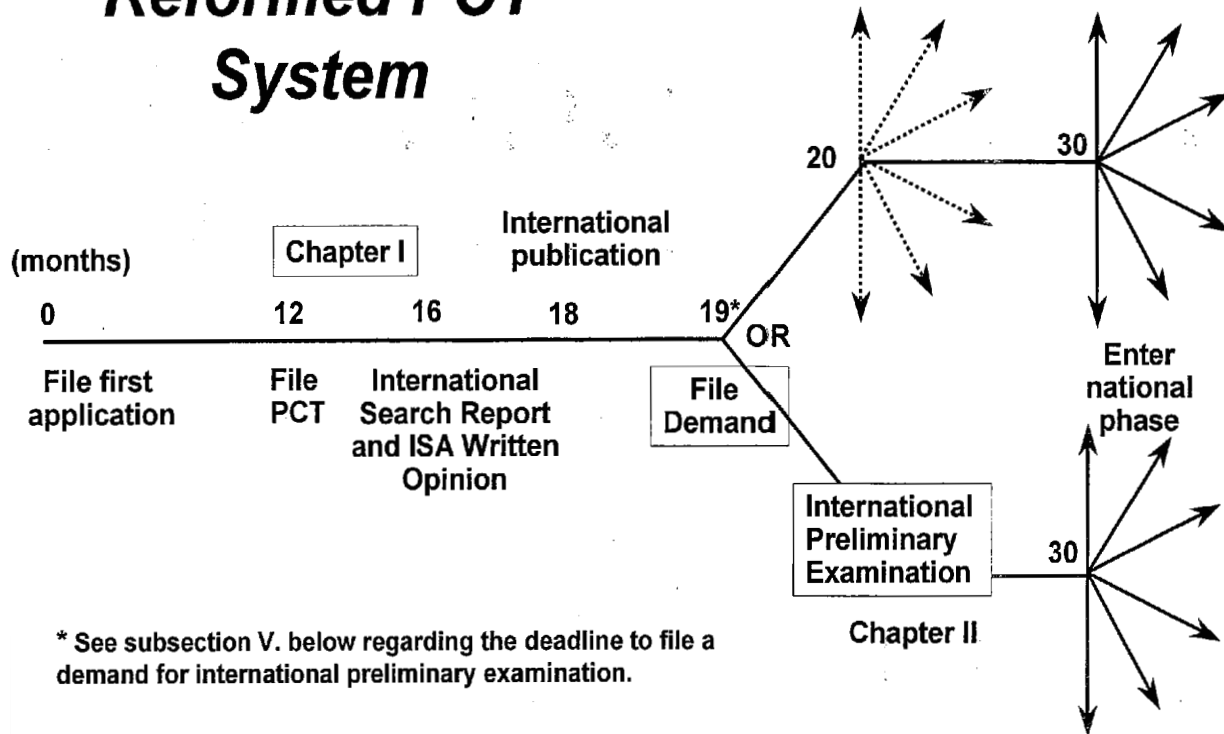 Reformed PCT
System
(months)
Chapter I
International
publication
0
12
16
18
19*
20
30
OR
File first
application
File
PCT
International
Search Report
and ISA Written
Opinion
File
Demand
Enter
national
phase
International
Preliminary
Examination
30
Chapter II
* See subsection V. below regarding the deadline to file a
demand for international preliminary examination.